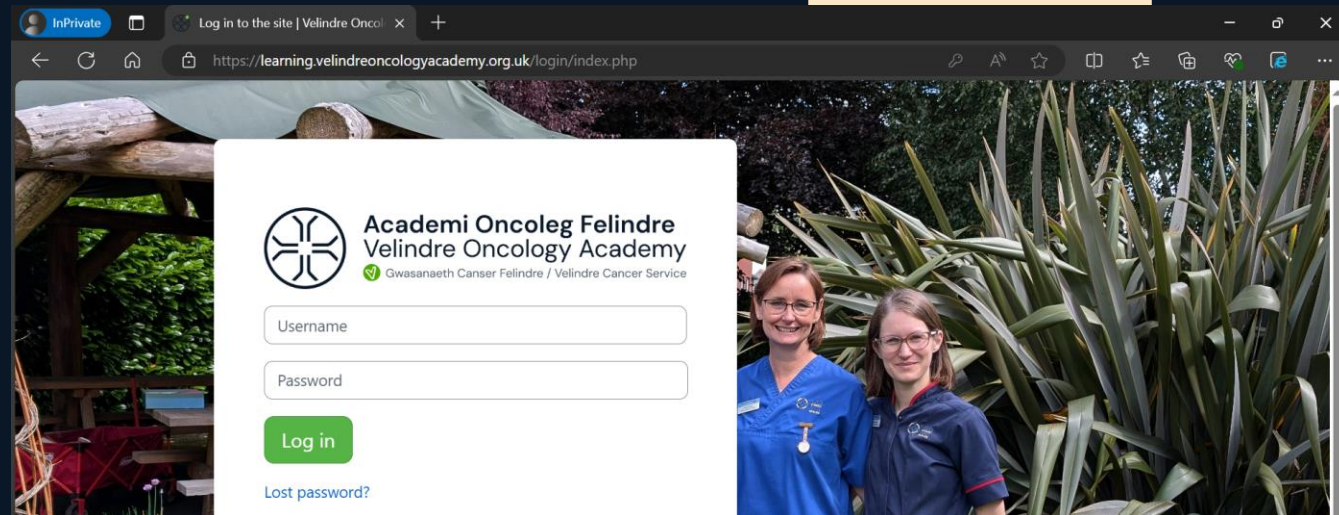 InPrivate
Log in to the site | Velindre Oncol
https://learning.velindreoncologyacademy.org.uk/login/index.php
Academi Oncoleg Felindre
Velindre Oncology Academy
Gwasanaeth Canser Felindre / Velindre Cancer Service
Username
Password
Log in
Lost password?